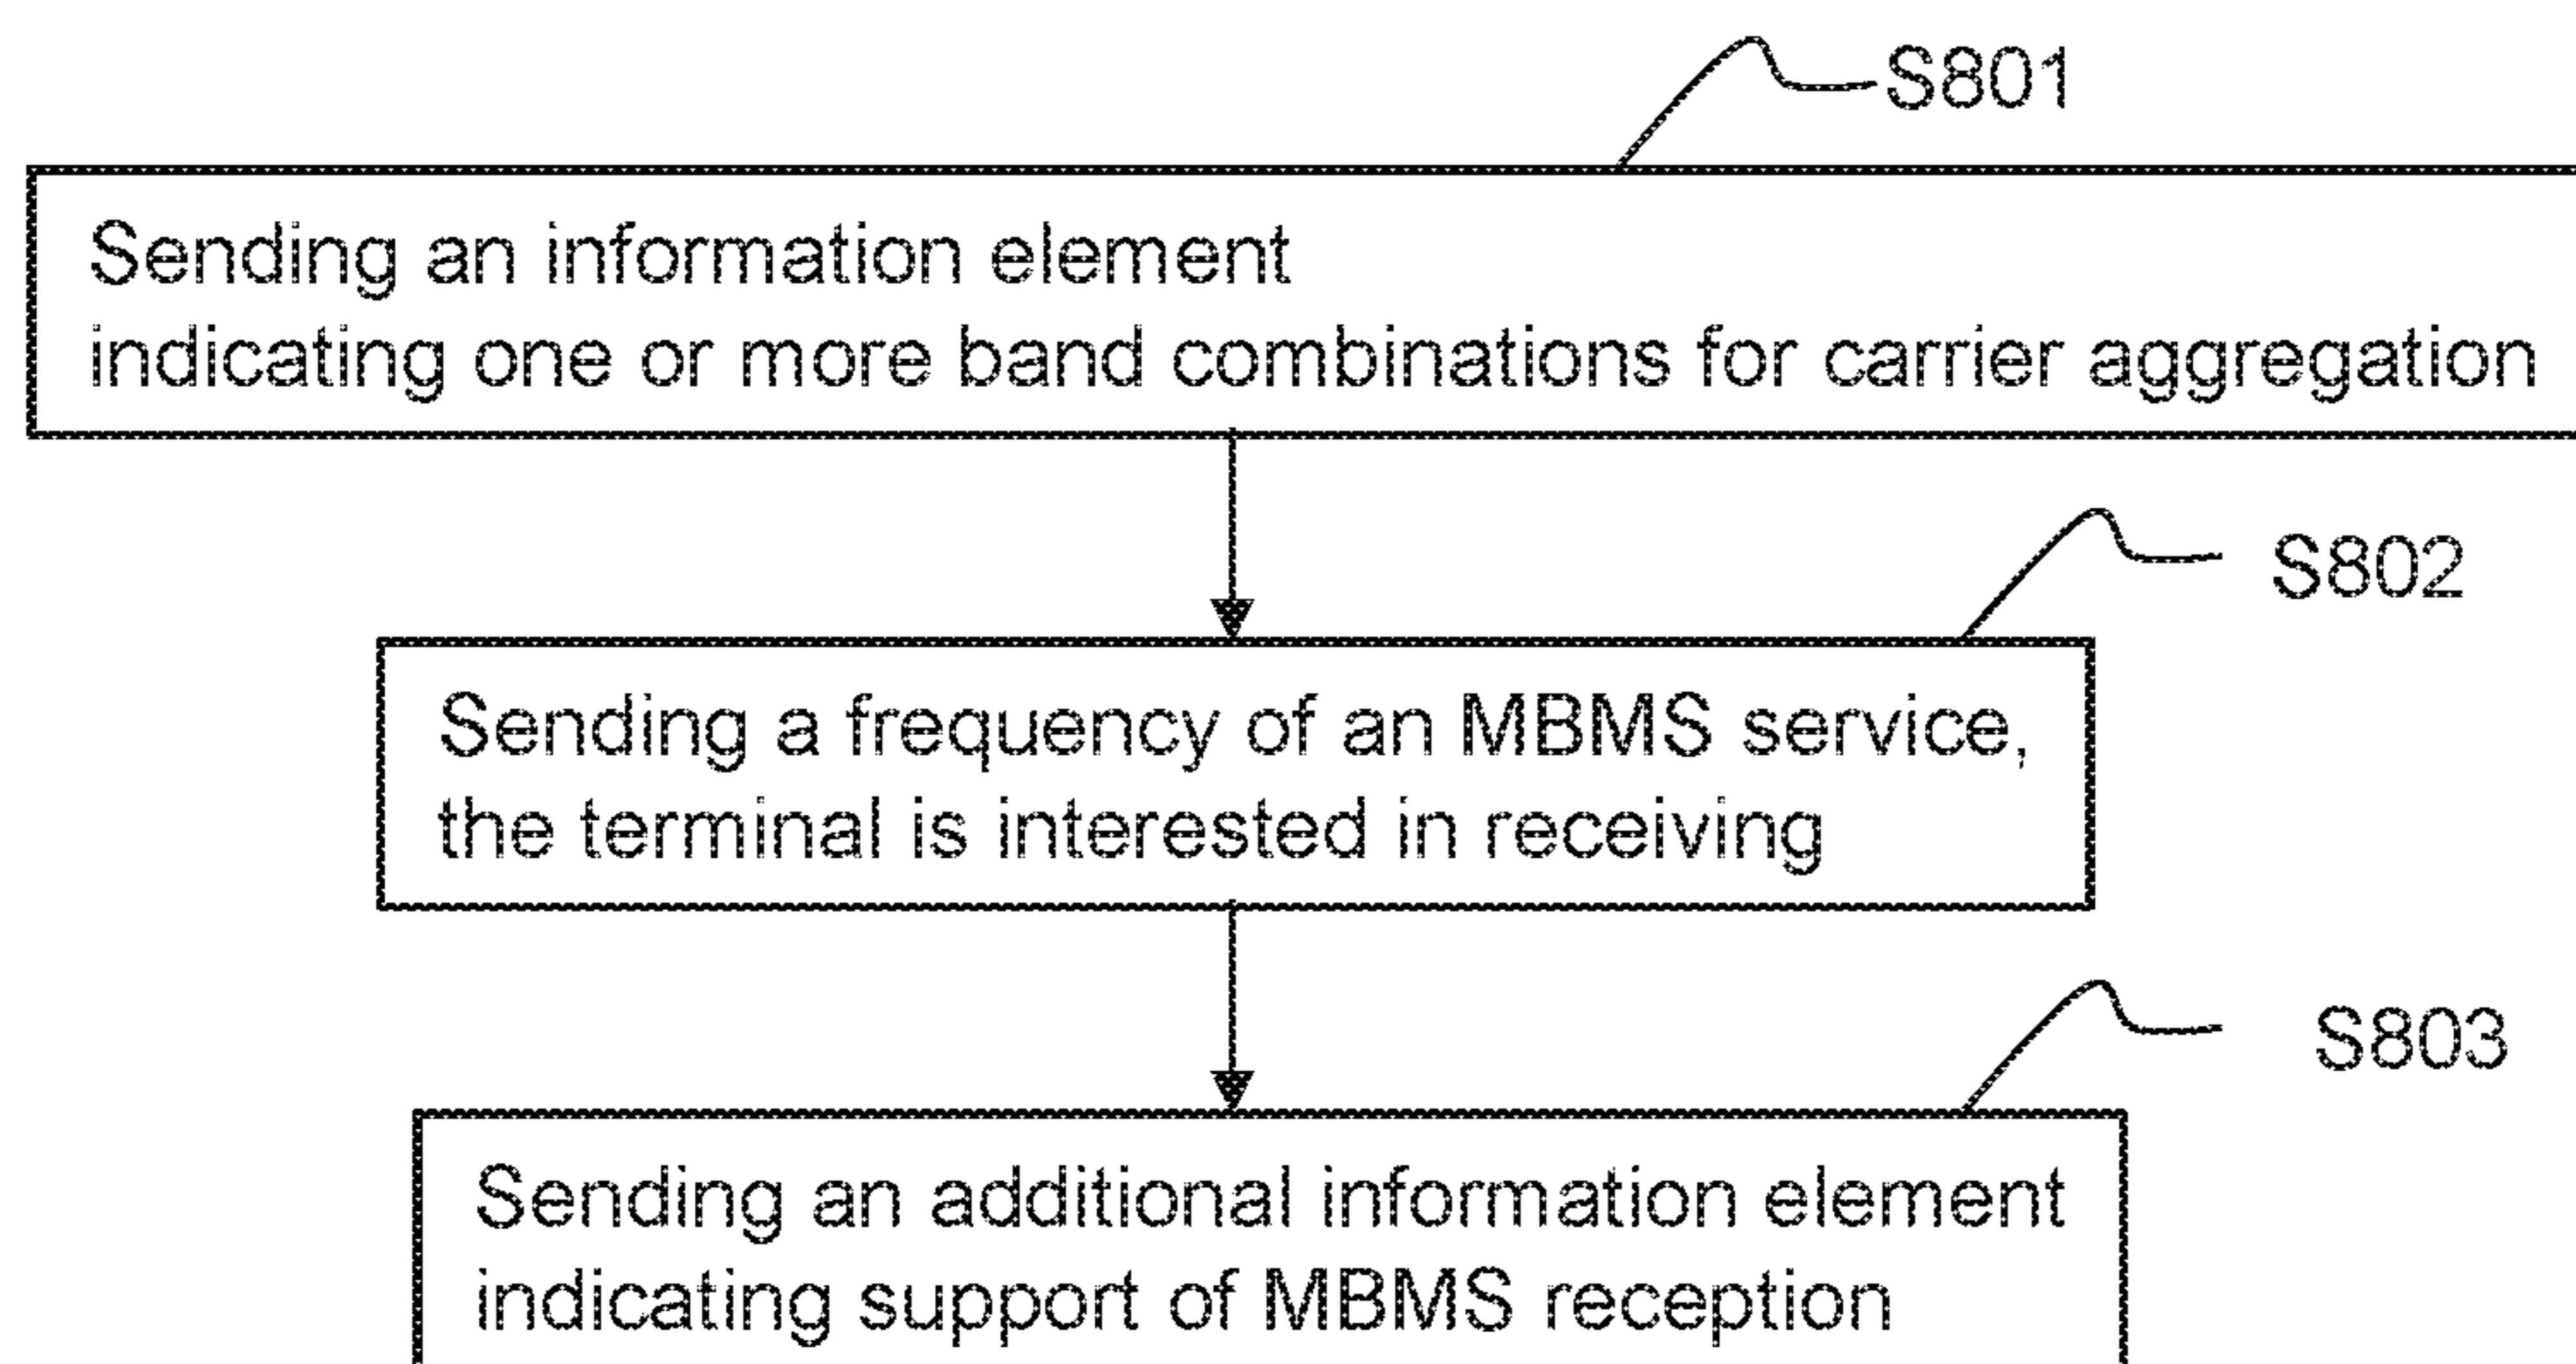 S801
Sending an information element
indicating one or more band combinations for carrier aggregation
S802
Sending a frequency of an MBMS service,
the terminal is interested in receiving
S803
Sending an additional information element
indicating support of MBMS reception